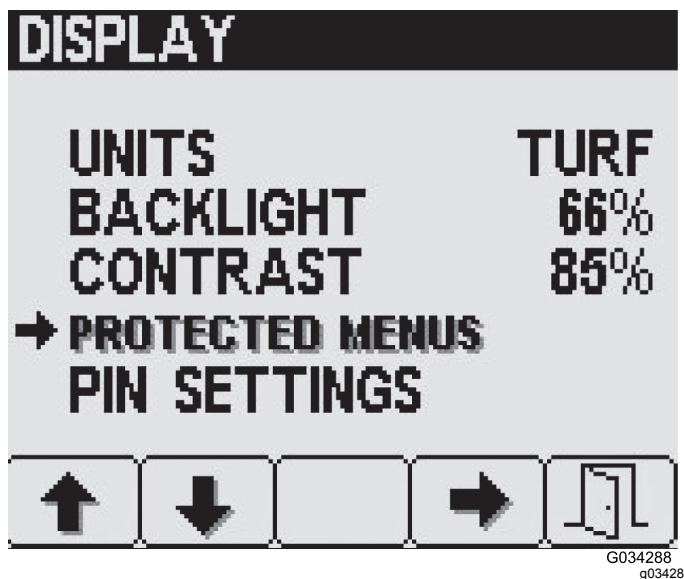 DISPLAY
UNITS TURF
BACKLIGHT 66%
CONTRAST 85%
PROTECTED MENUS
PIN SETTINGS
G034288
g03428